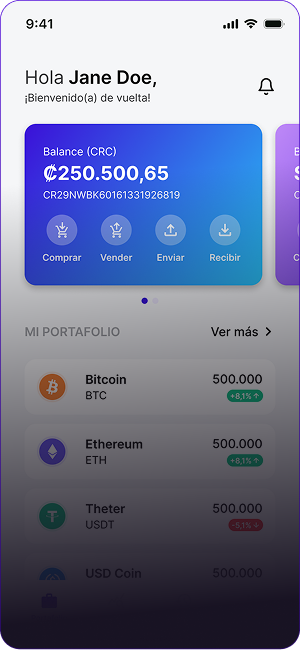 9:41
Hola Jane Doe,
¡Bienvenido(a) de vuelta!
Balance (CRC)
₡250.500,65
CR29NWBK60161331926819
Comprar Vender Enviar Recibir
MI PORTAFOLIO Ver más
Bitcoin 500.000
BTC +8,1%
Ethereum 500.000
ETH +8,1%
Theter 500.000
USDT -5,1%
USD Coin 500.000